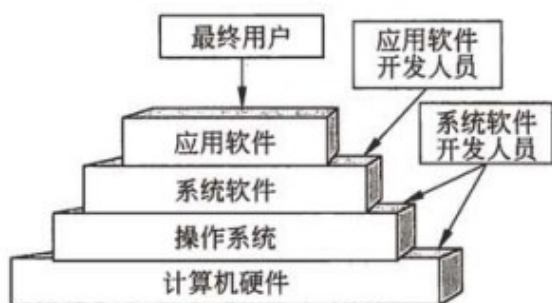 最终用户
应用软件
开发人员
系统软件
开发人员
应用软件
系统软件
操作系统
计算机硬件